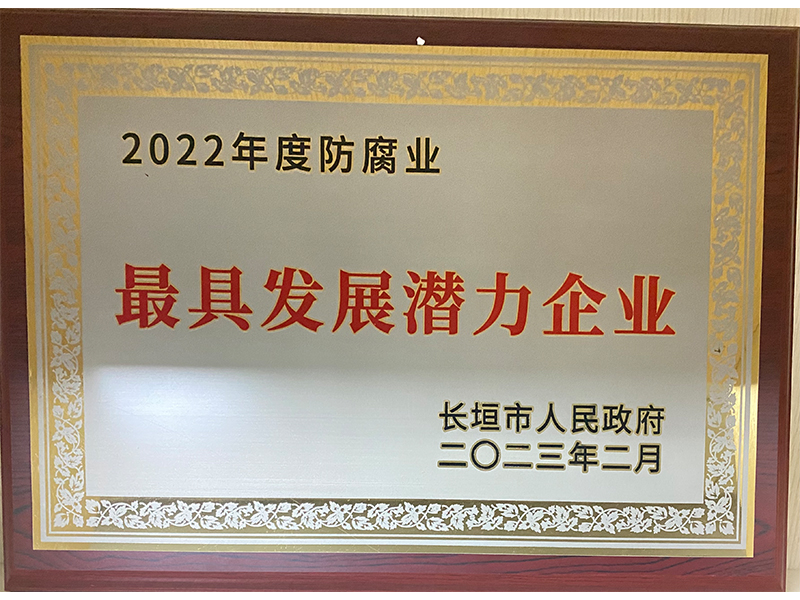 2022年度防腐业
最具发展潜力企业
长垣市人民政府
二〇二三年二月